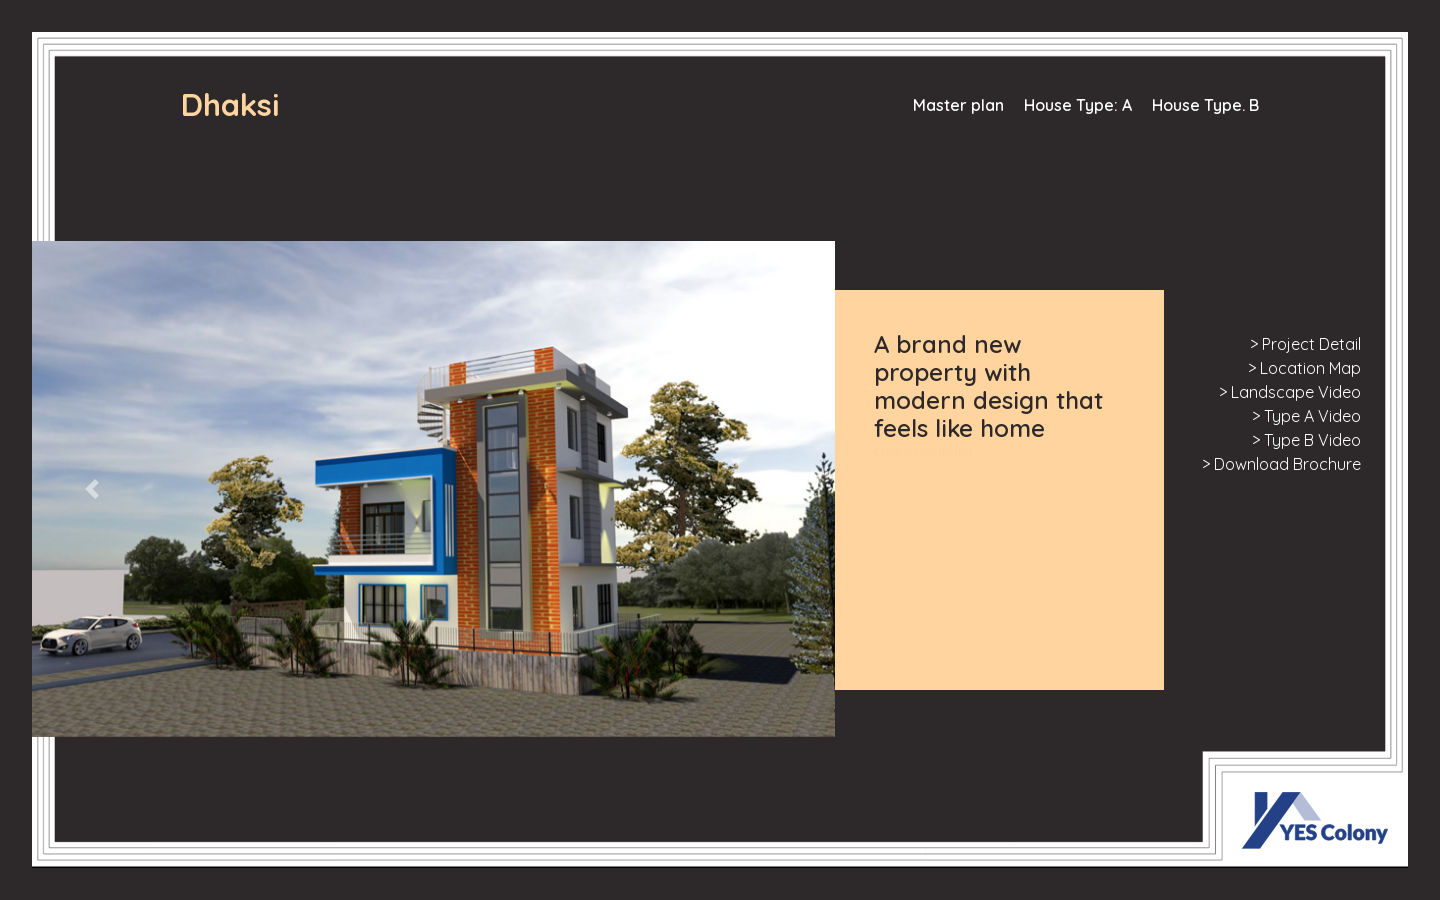 Dhaksi
Master plan
House Type: A
House Type. B
A brand new
property with
modern design that
feels like home
> Project Detail
> Location Map
> Landscape Video
> Type A Video
> Type B Video
> Download Brochure
YES Colony